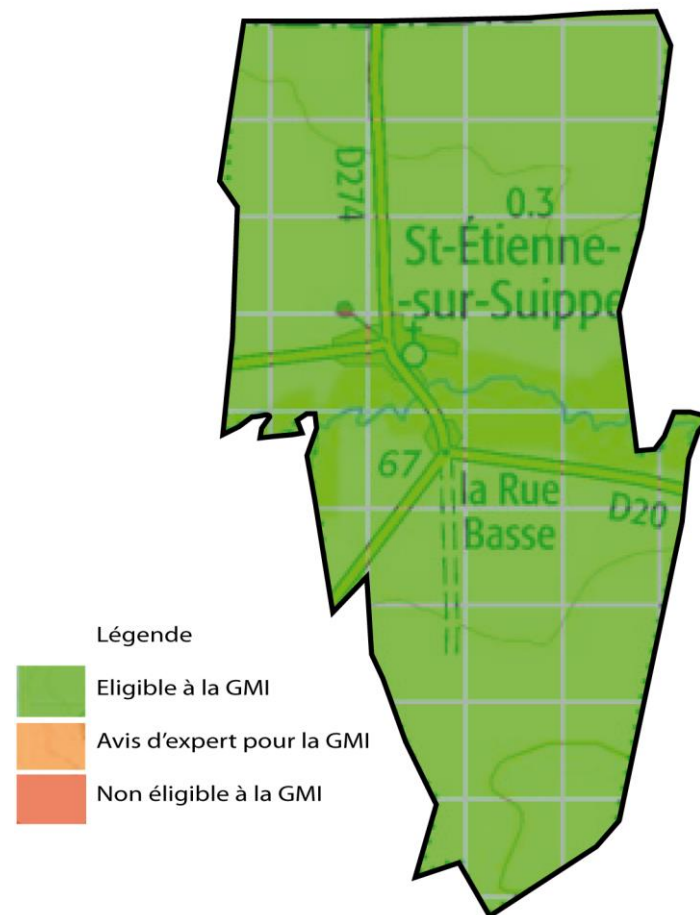 D274
0.3
St-Étienne-
-sur-Suippe
67
la Rue
Basse
D20
Légende
Eligible à la GMI
Avis d'expert pour la GMI
Non éligible à la GMI